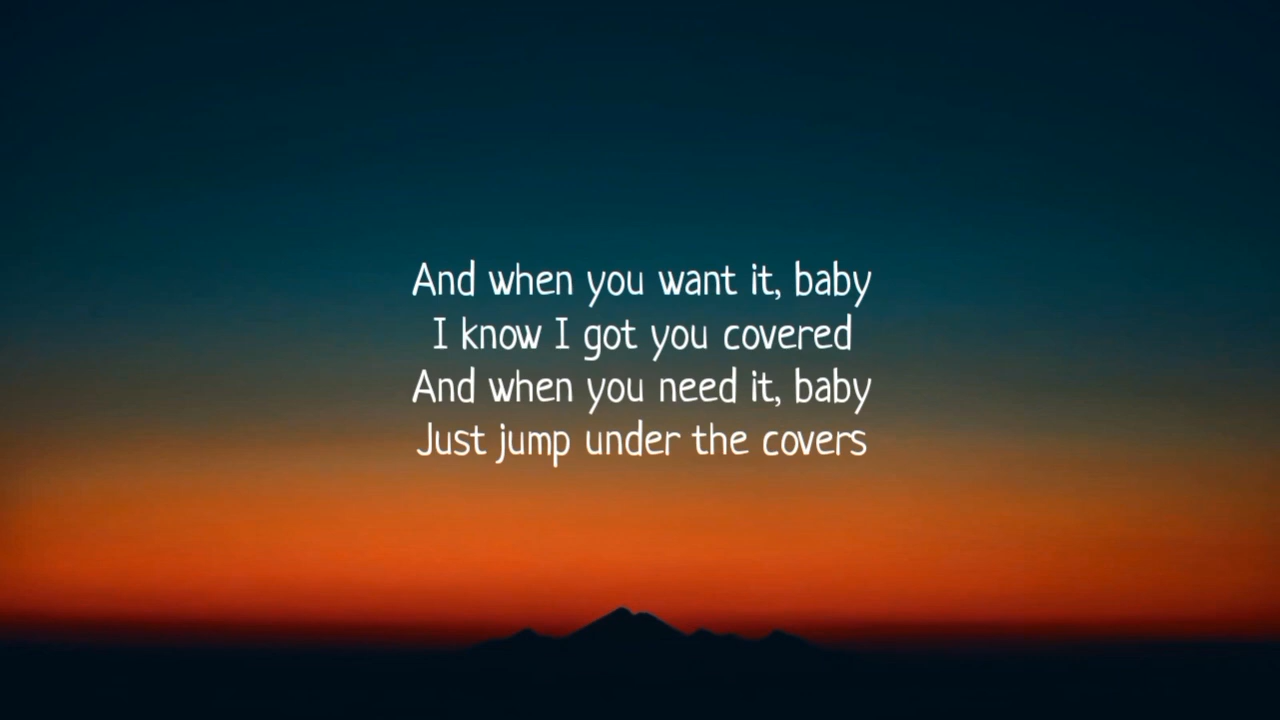 And when you want it, baby
I know I got you covered
And when you need it, baby
Just jump under the covers